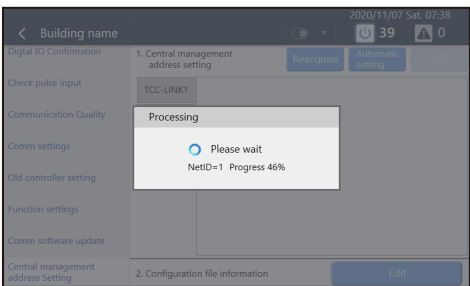 2020/11/07 Sat. 07:38
Building name
39
0
Digtal IO Confirmation
1. Central management
address setting
Reacquire
Automatic
setting
OK
Check pulse input
TCC-LINK1
Communication Quality
Processing
Please wait
NetID=1 Progress 46%
Comm settings
Old controller setting
Function settings
Comm software update
Central management
address Setting
2. Configuration file information
Edit